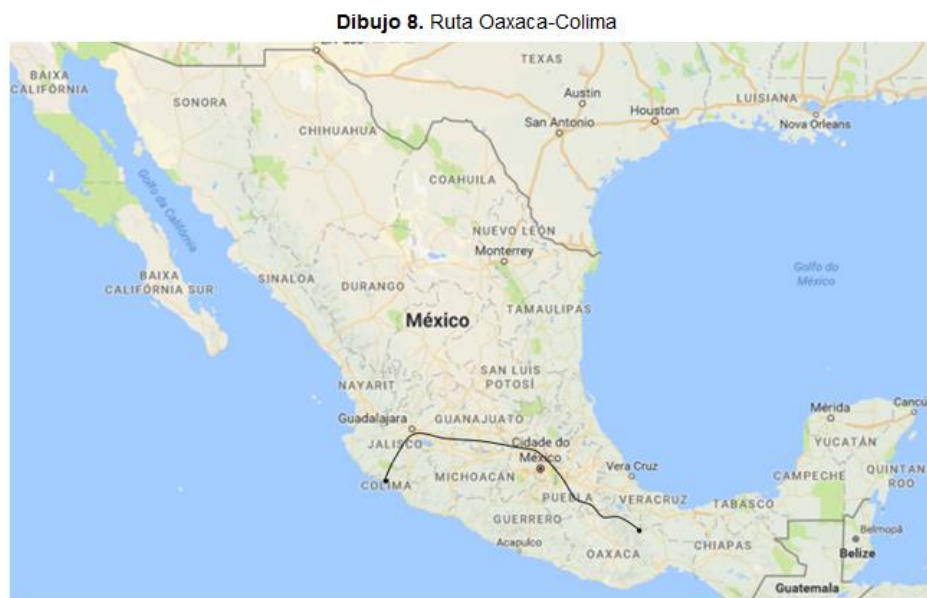 Dibujo 8. Ruta Oaxaca-Colima
TEXAS
BAIXA
CALIFÓRNIA
SONORA
Austin
LUISIANA
Houston
San Antonio
Nova Orleans
CHIHUAHUA
COAHUILA
Golfo da Califórnia
NUEVO LEÓN
Monterrey
BAIXA
CALIFÓRNIA SUR
SINALOA
DURANGO
TAMAULIPAS
Golfo do
México
México
SAN LUIS
POTOSÍ
NAYARIT
Guadalajara
GUANAJUATO
JALISCO
Cidade do
México
Mérida
Cancú
YUCATÁN
COLIMA
MICHOACÁN
Vera Cruz
CAMPECHE
QUINTAN
ROO
PUEBLA
VERACRUZ
TABASCO
GUERRERO
Acapulco
OAXACA
CHIAPAS
Belmopã
Belize
Guatemala